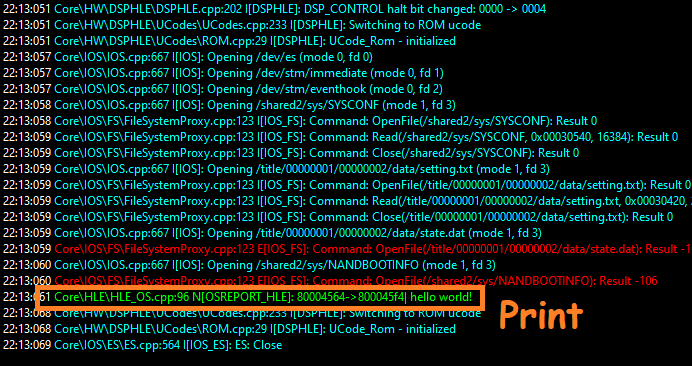 22:13:051 Core\HW\DSPHLE\DSPHLE.cpp:202 I[DSPHLE]: DSP_CONTROL halt bit changed: 0000 -> 0004
22:13:051 Core\HW\DSPHLE\UCodes\UCodes.cpp:233 I[DSPHLE]: Switching to ROM ucode
22:13:051 Core\HW\DSPHLE\UCodes\ROM.cpp:29 I[DSPHLE]: UCode_Rom - initialized
22:13:057 Core\IOS\IOS.cpp:667 I[IOS]: Opening /dev/es (mode 0, fd 0)
22:13:057 Core\IOS\IOS.cpp:667 I[IOS]: Opening /dev/stm/immediate (mode 0, fd 1)
22:13:057 Core\IOS\IOS.cpp:667 I[IOS]: Opening /dev/stm/eventhook (mode 0, fd 2)
22:13:058 Core\IOS\IOS.cpp:667 I[IOS]: Opening /shared2/sys/SYSCONF (mode 1, fd 3)
22:13:059 Core\IOS\FS\FileSystemProxy.cpp:123 I[IOS_FS]: Command: OpenFile(/shared2/sys/SYSCONF): Result 0
22:13:059 Core\IOS\FS\FileSystemProxy.cpp:123 I[IOS_FS]: Command: Read(/shared2/sys/SYSCONF, 0x00030540, 16384): Result 0
22:13:059 Core\IOS\FS\FileSystemProxy.cpp:123 I[IOS_FS]: Command: Close(/shared2/sys/SYSCONF): Result 0
22:13:059 Core\IOS\IOS.cpp:667 I[IOS]: Opening /title/00000001/00000002/data/setting.txt (mode 1, fd 3)
22:13:059 Core\IOS\FS\FileSystemProxy.cpp:123 I[IOS_FS]: Command: OpenFile(/title/00000001/00000002/data/setting.txt): Result 0
22:13:059 Core\IOS\FS\FileSystemProxy.cpp:123 I[IOS_FS]: Command: Read(/title/00000001/00000002/data/setting.txt, 0x00030420,
22:13:059 Core\IOS\FS\FileSystemProxy.cpp:123 I[IOS_FS]: Command: Close(/title/00000001/00000002/data/setting.txt): Result 0
22:13:059 Core\IOS\IOS.cpp:667 I[IOS]: Opening /title/00000001/00000002/data/state.dat (mode 1, fd 3)
22:13:059 Core\IOS\FS\FileSystemProxy.cpp:123 E[IOS_FS]: Command: OpenFile(/title/00000001/00000002/data/state.dat): Result -1
22:13:060 Core\IOS\IOS.cpp:667 I[IOS]: Opening /shared2/sys/NANDBOOTINFO (mode 1, fd 3)
22:13:060 Core\IOS\FS\FileSystemProxy.cpp:123 E[IOS_FS]: Command: OpenFile(/shared2/sys/NANDBOOTINFO): Result -106
22:13:061 Core\HLE\HLE_OS.cpp:96 N[OSREPORT_HLE]: 80004564->800045f4| hello world!
Print
22:13:068 Core\HW\DSPHLE\UCodes\UCodes.cpp:233 I[DSPHLE]: Switching to ROM ucode
22:13:068 Core\HW\DSPHLE\UCodes\ROM.cpp:29 I[DSPHLE]: UCode_Rom - initialized
22:13:069 Core\IOS\ES\ES.cpp:564 I[IOS_ES]: ES: Close